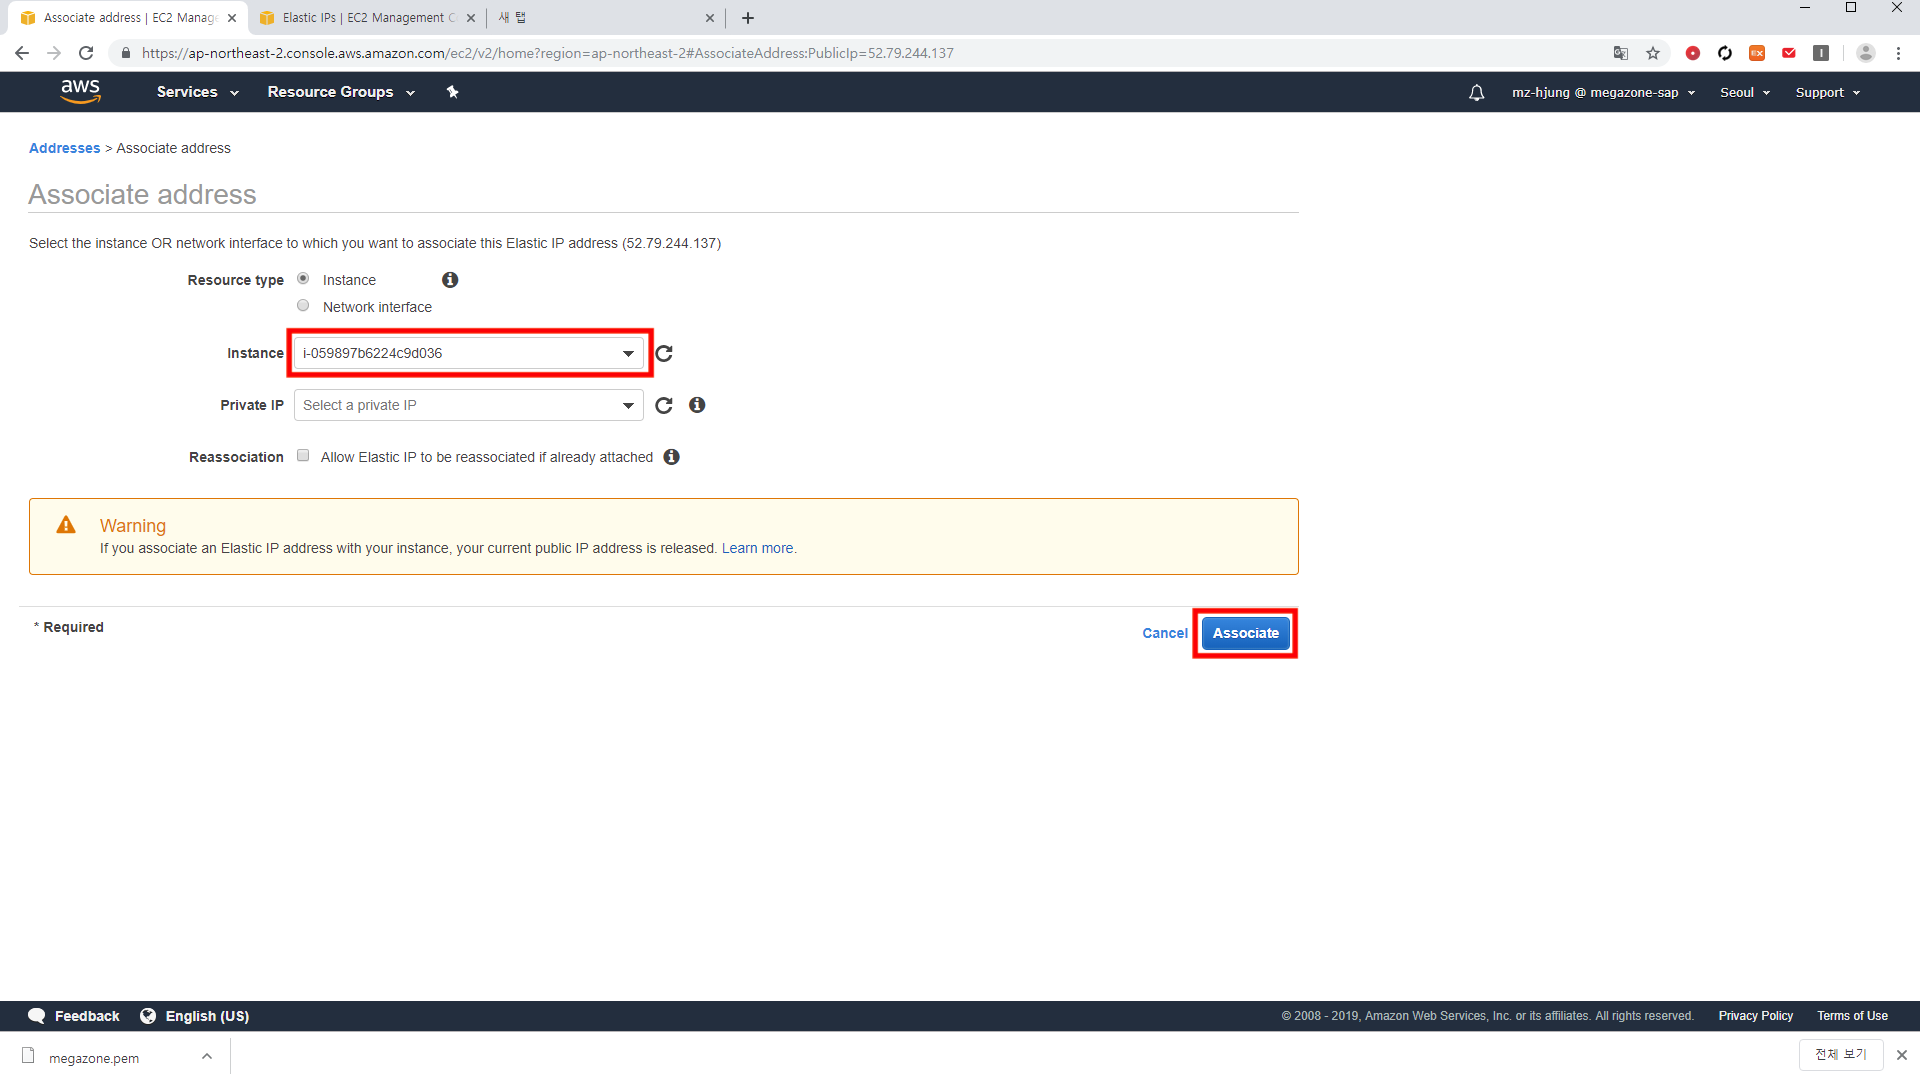 Associate address | EC2 Manage
Elastic IPs | EC2 Management C
새 탭
https://ap-northeast-2.console.aws.amazon.com/ec2/v2/home?region=ap-northeast-2#AssociateAddress:PublicIp=52.79.244.137
aws
Services
Resource Groups
mz-hjung @ megazone-sap
Seoul
Support
Addresses > Associate address
Associate address
Select the instance OR network interface to which you want to associate this Elastic IP address (52.79.244.137)
Resource type
Instance
Network interface
Instance
i-059897b6224c9d036
Private IP
Select a private IP
Reassociation
Allow Elastic IP to be reassociated if already attached
Warning
If you associate an Elastic IP address with your instance, your current public IP address is released. Learn more.
* Required
Cancel
Associate
Feedback
English (US)
© 2008 - 2019, Amazon Web Services, Inc. or its affiliates. All rights reserved.
Privacy Policy
Terms of Use
megazone.pem
전체 보기